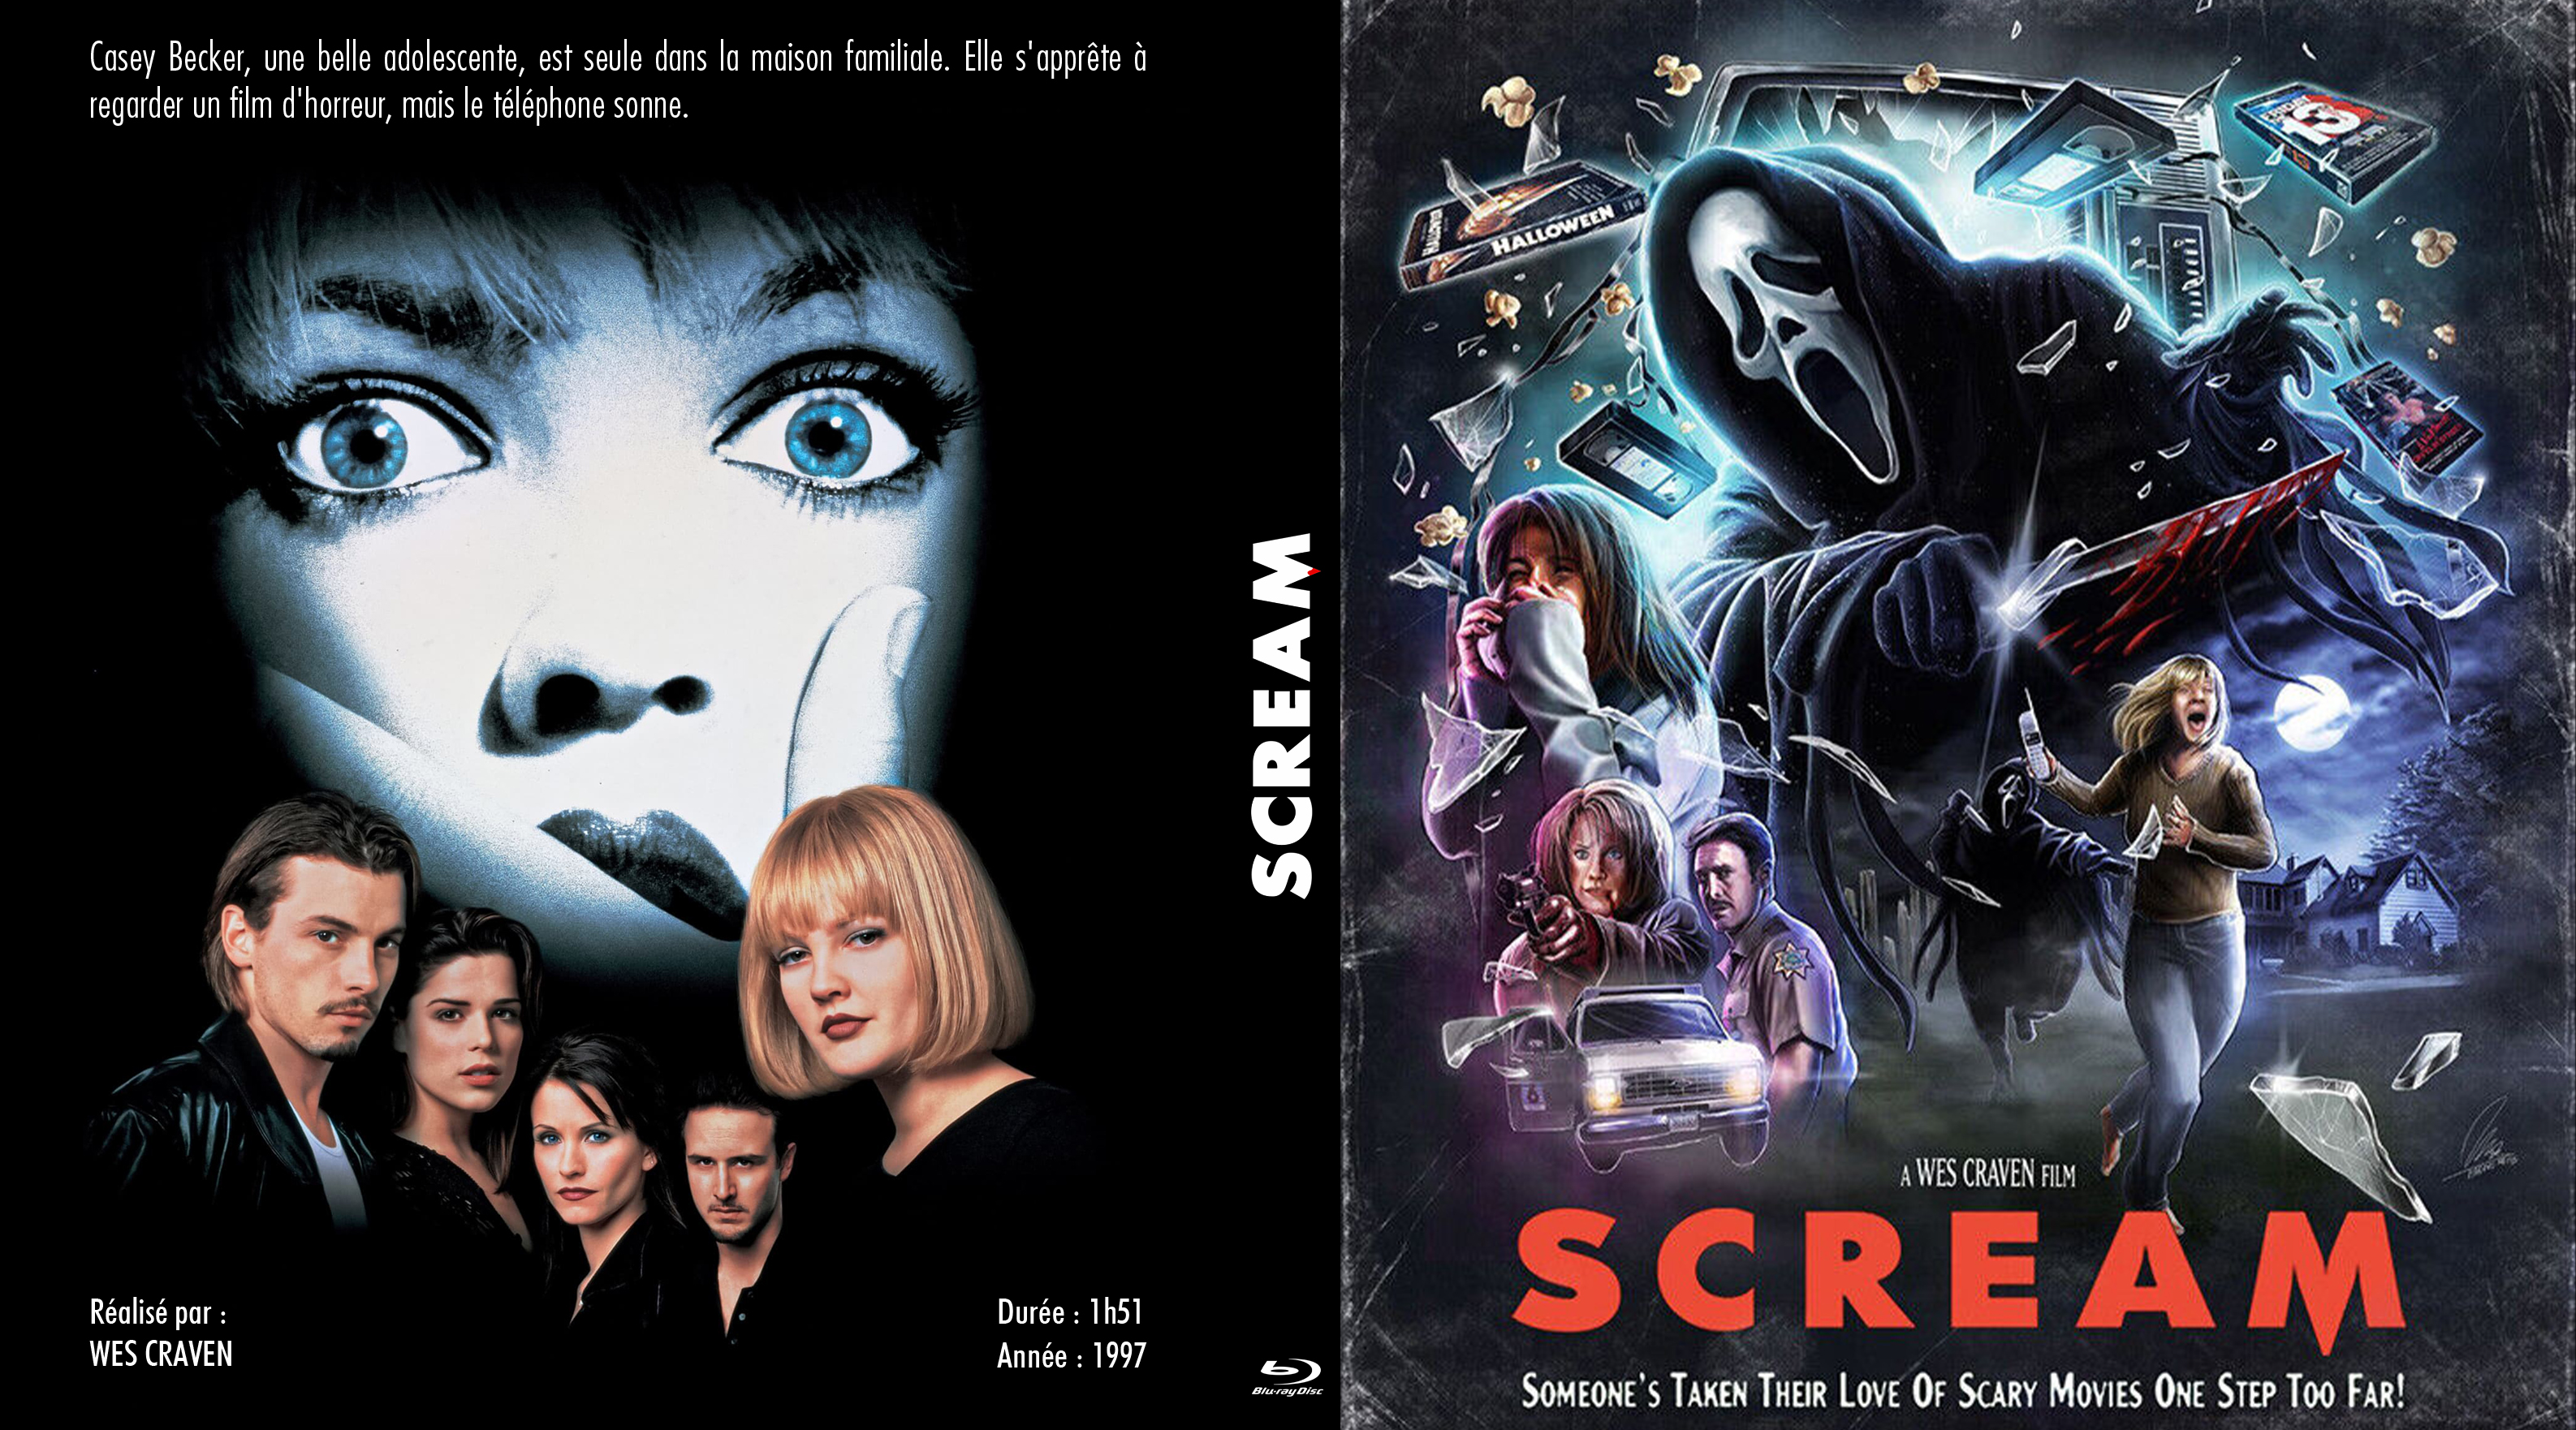 Casey Becker, une belle adolescente, est seule dans la maison familiale. Elle s'apprête à
regarder un film d'horreur, mais le téléphone sonne.
Réalisé par :
WES CRAVEN
Durée : 1h51
Année : 1997
SCREAM
Blu-ray Disc
HALLOWEEN
HALLOWEEN
13
A WES CRAVEN FILM
SCREAM
SOMEONE'S TAKEN THEIR LOVE OF SCARY MOVIES ONE STEP TOO FAR!